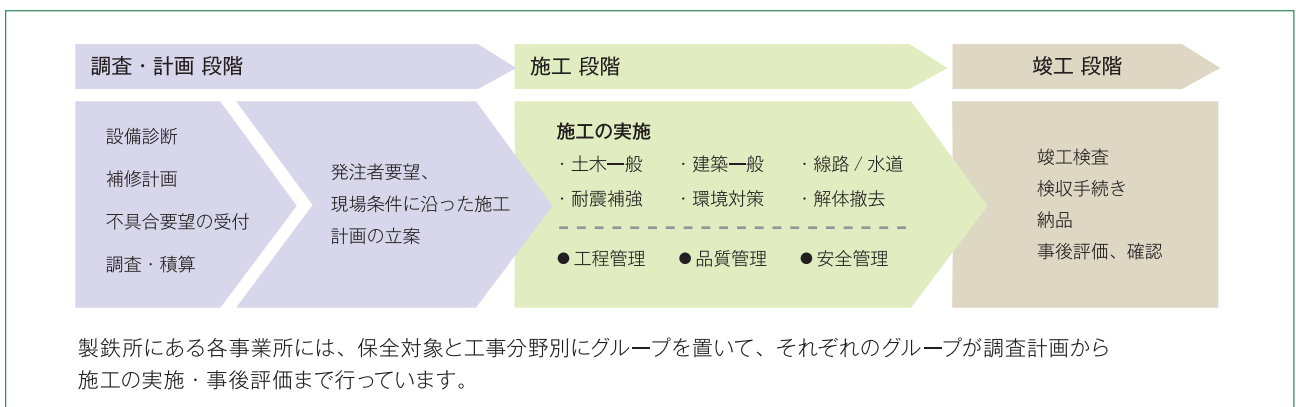 調査・計画 段階
施工 段階
竣工 段階
設備診断
補修計画
不具合要望の受付
調査・積算
発注者要望、
現場条件に沿った施工
計画の立案
施工の実施
・土木一般 ・建築一般 ・線路 / 水道
・耐震補強 ・環境対策 ・解体撤去
●工程管理 ●品質管理 ●安全管理
竣工検査
検収手続き
納品
事後評価、確認
製鉄所にある各事業所には、保全対象と工事分野別にグループを置いて、それぞれのグループが調査計画から
施工の実施・事後評価まで行っています。